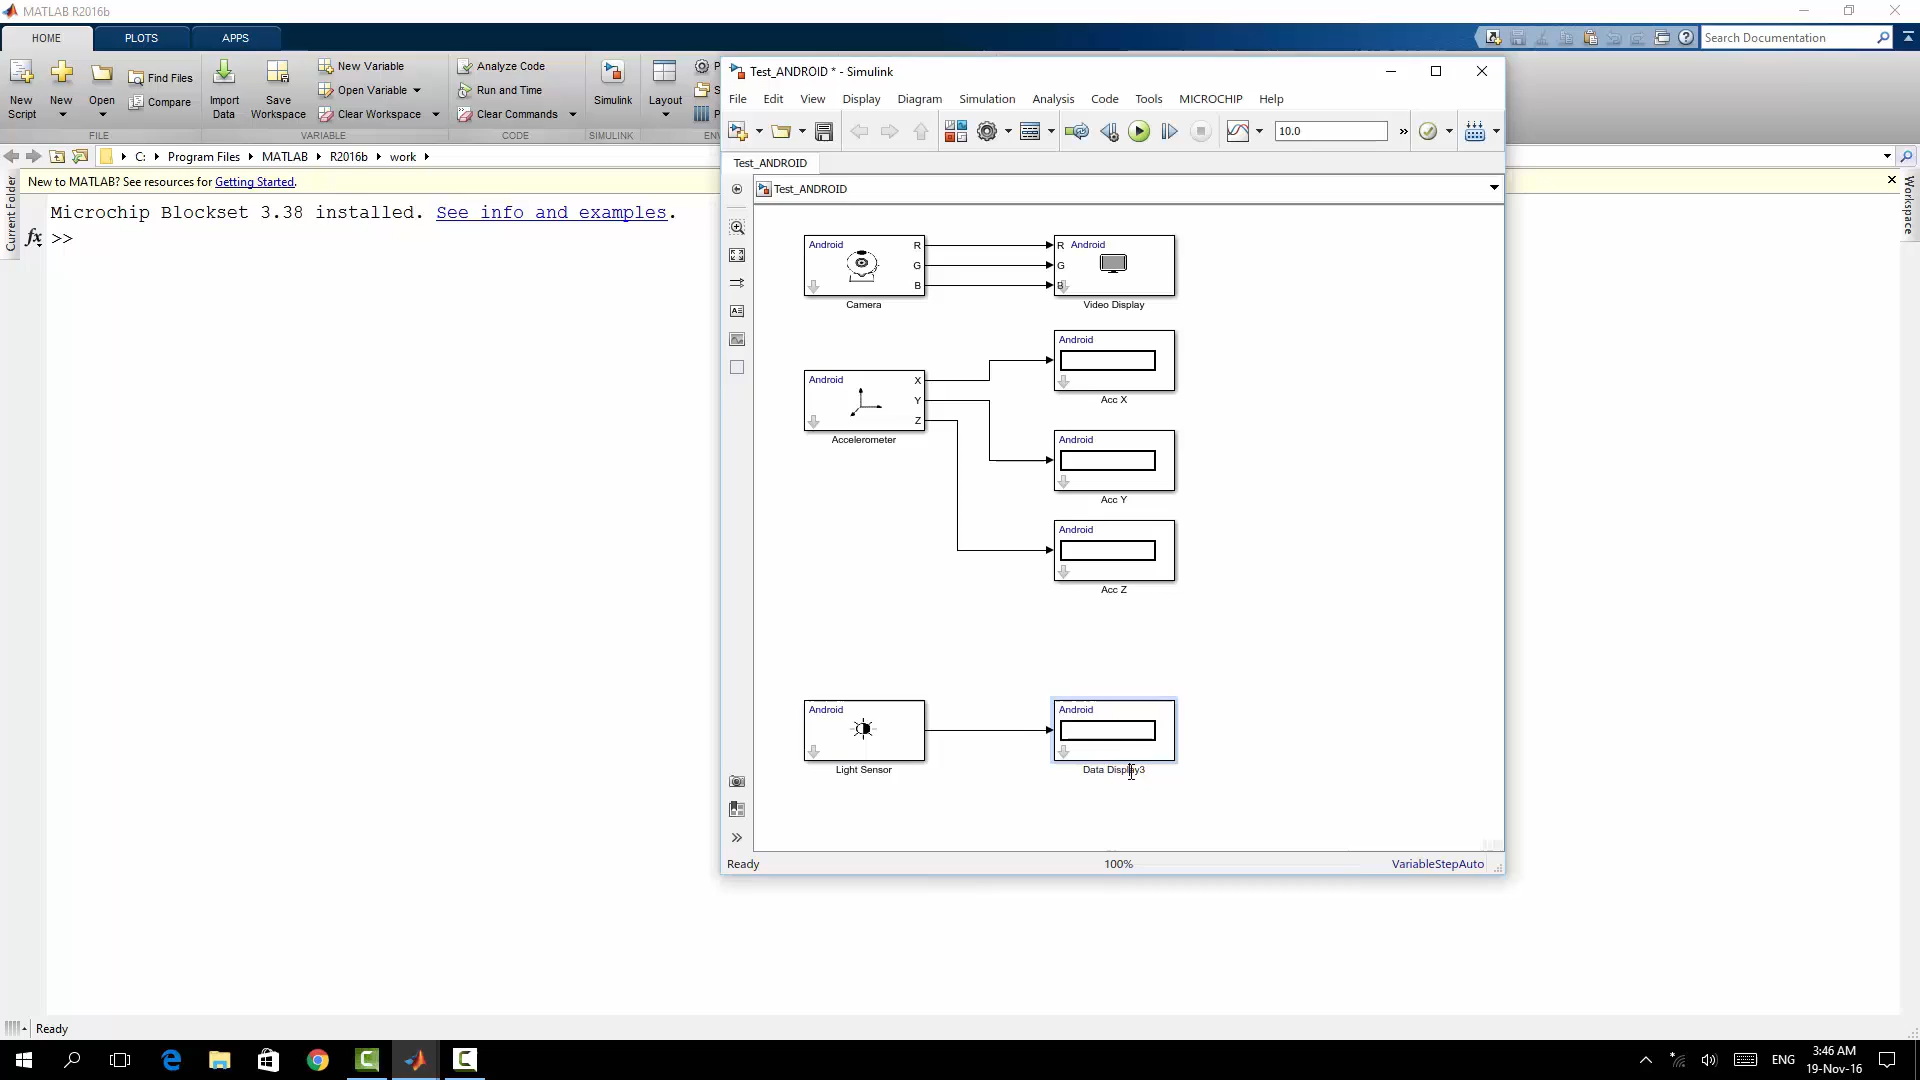 MATLAB R2016b
HOME PLOTS APPS
Search Documentation
New Script
New
Open
Find Files
Compare
Import Data
Save Workspace
New Variable
Open Variable
Clear Workspace
Analyze Code
Run and Time
Clear Commands
Simulink
Layout
FILE VARIABLE CODE SIMULINK
C: Program Files MATLAB R2016b work
New to MATLAB? See resources for Getting Started.
Current Folder
Workspace
Microchip Blockset 3.38 installed. See info and examples.
fx >>
Test_ANDROID * - Simulink
File Edit View Display Diagram Simulation Analysis Code Tools MICROCHIP Help
10.0 »
Test_ANDROID
Test_ANDROID
Android R
G
B
Camera
R Android
G
B
Video Display
Android
Acc X
Android X
Y
Z
Accelerometer
Android
Acc Y
Android
Acc Z
Android
Light Sensor
Android
Data Display3
Ready 100% VariableStepAuto
Ready
ENG
3:46 AM
19-Nov-16